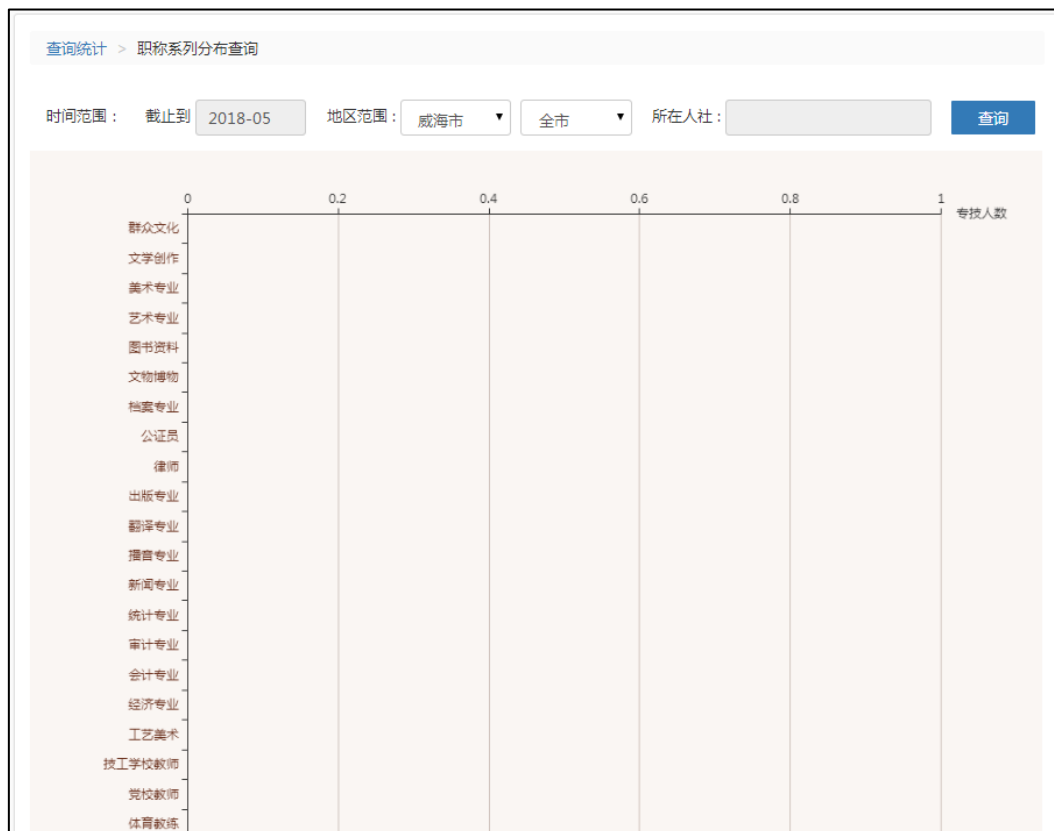 查询统计 > 职称系列分布查询
时间范围： 截止到 2018-05 地区范围： 威海市 全市 所在人社： 查询
0 0.2 0.4 0.6 0.8 1
专技人数
群众文化
文学创作
美术专业
艺术专业
图书资料
文物博物
档案专业
公证员
律师
出版专业
翻译专业
播音专业
新闻专业
统计专业
审计专业
会计专业
经济专业
工艺美术
技工学校教师
党校教师
体育教练